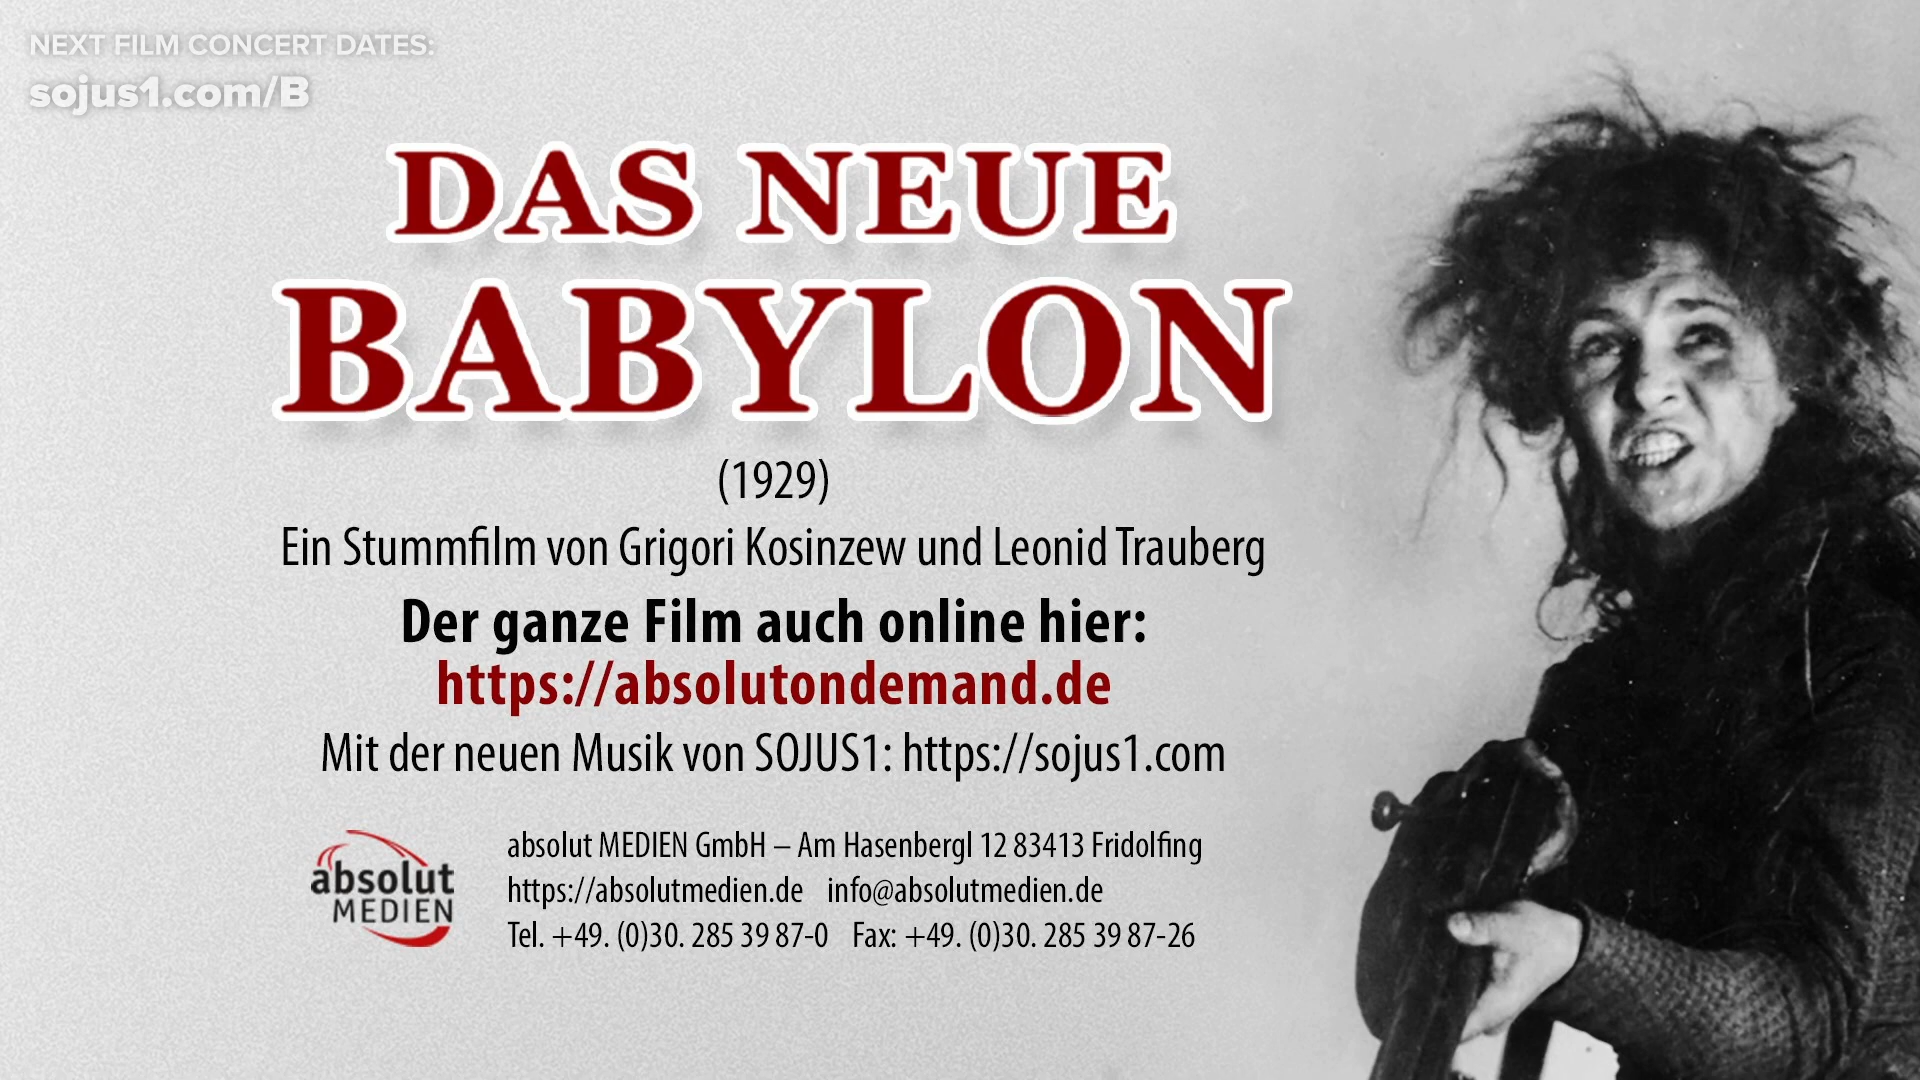 NEXT FILM CONCERT DATES:
sojus1.com/B
DAS NEUE
BABYLON
(1929)
Ein Stummfilm von Grigori Kosinzew und Leonid Trauberg
Der ganze Film auch online hier:
https://absolutondemand.de
Mit der neuen Musik von SOJUS1: https://sojus1.com
absolut
MEDIEN
absolut MEDIEN GmbH – Am Hasenbergl 12 83413 Fridolfing
https://absolutmedien.de info@absolutmedien.de
Tel. +49. (0)30. 285 39 87-0 Fax: +49. (0)30. 285 39 87-26